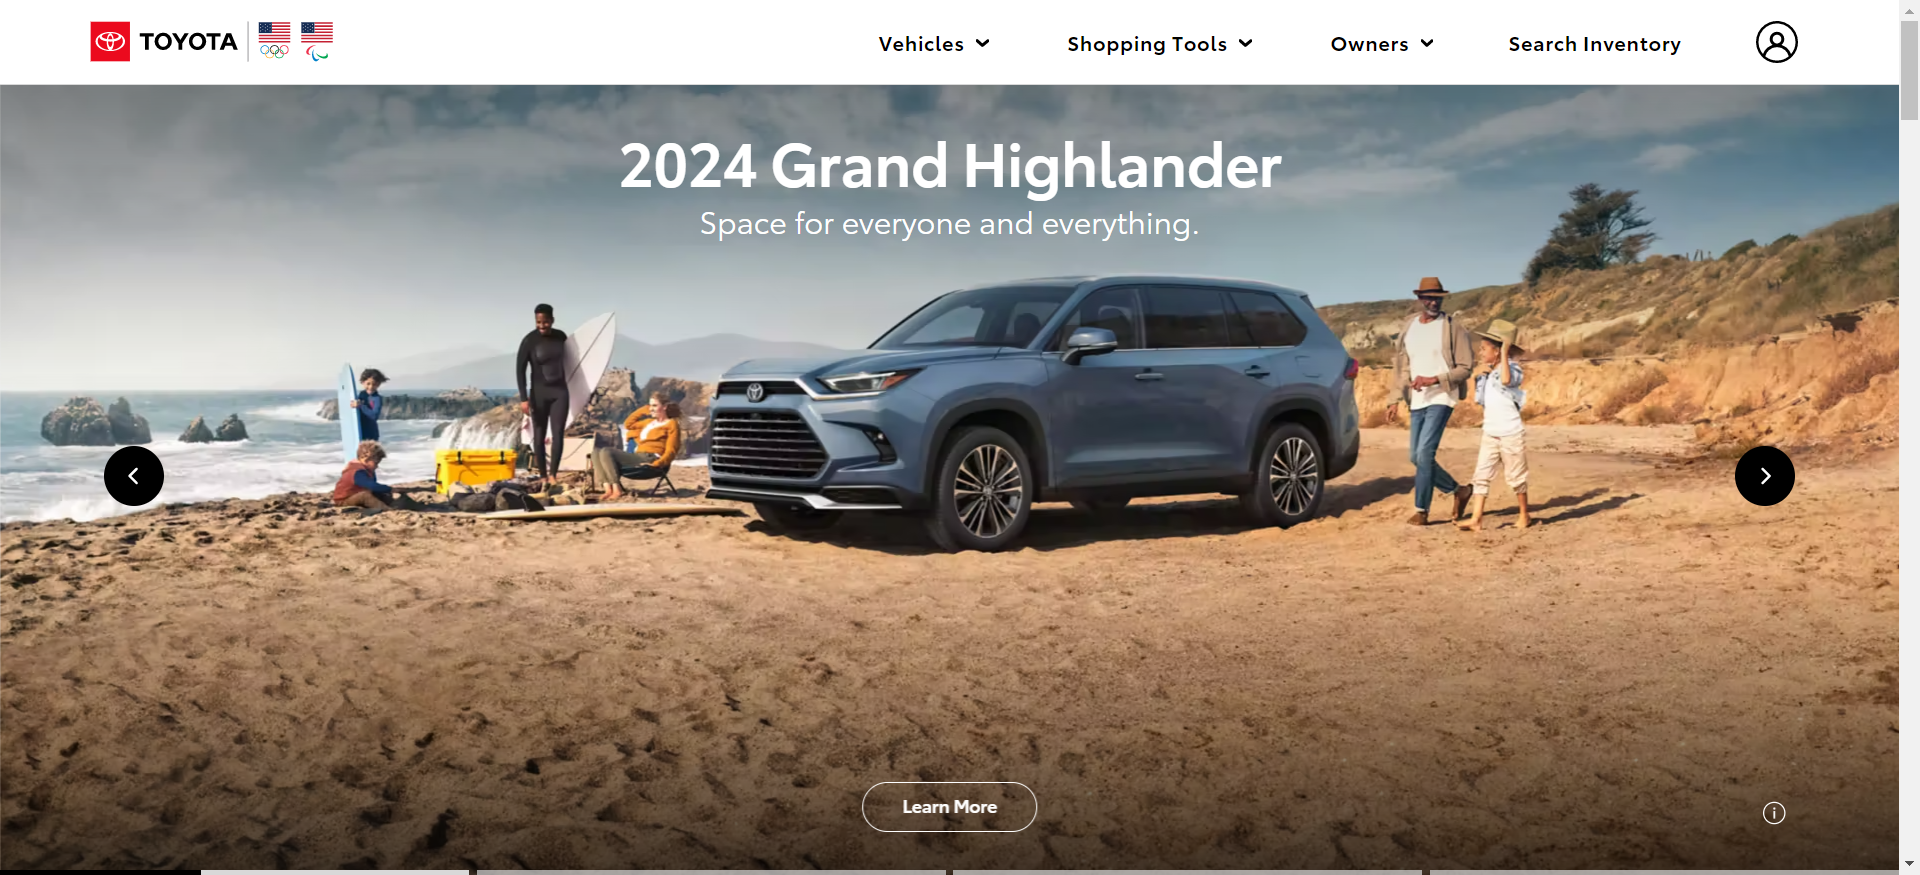 TOYOTA
Vehicles
Shopping Tools
Owners
Search Inventory
2024 Grand Highlander
Space for everyone and everything.
Learn More